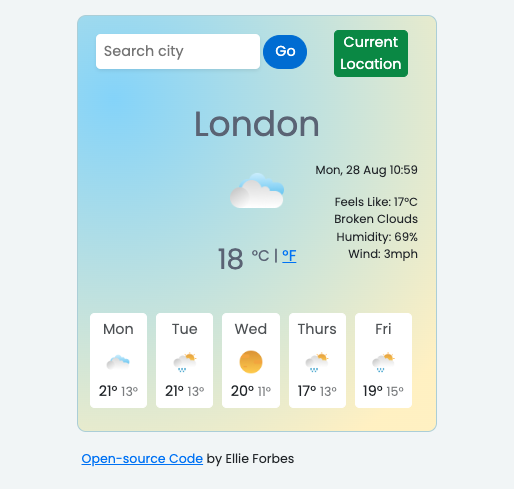 Search city Go Current
Location
London
Mon, 28 Aug 10:59
Feels Like: 17°C
Broken Clouds
Humidity: 69%
Wind: 3mph
18 °C | °F
Mon Tue Wed Thurs Fri
21° 13° 21° 13° 20° 11° 17° 13° 19° 15°
Open-source Code by Ellie Forbes